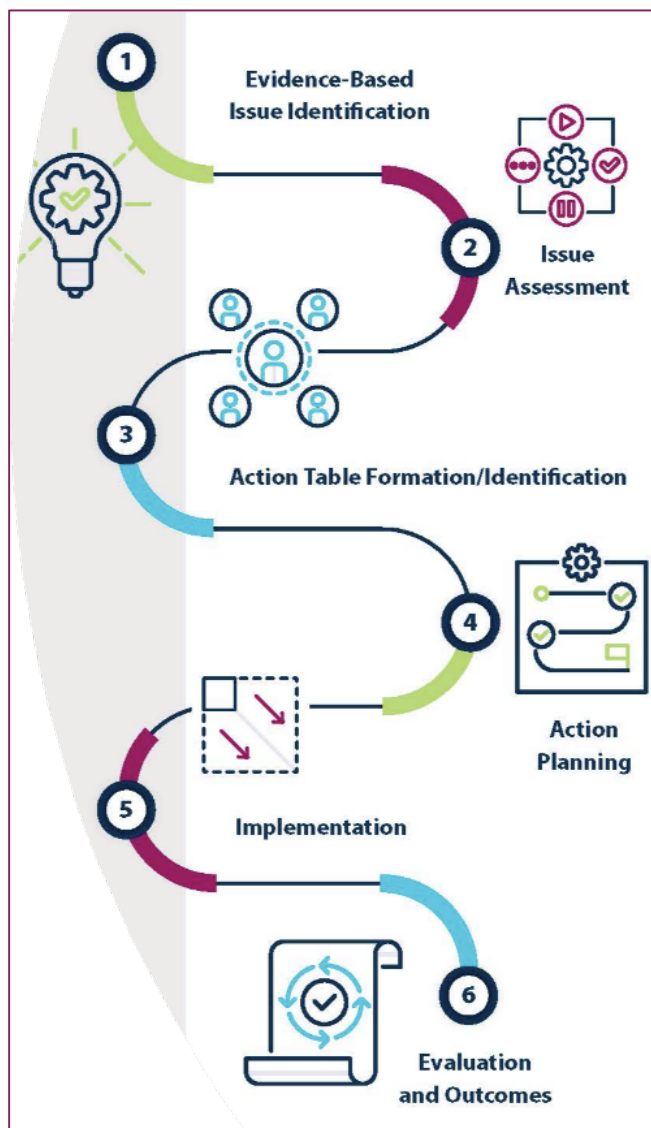 1
Evidence-Based
Issue Identification
2
Issue
Assessment
3
Action Table Formation/Identification
4
Action
Planning
5
Implementation
6
Evaluation
and Outcomes